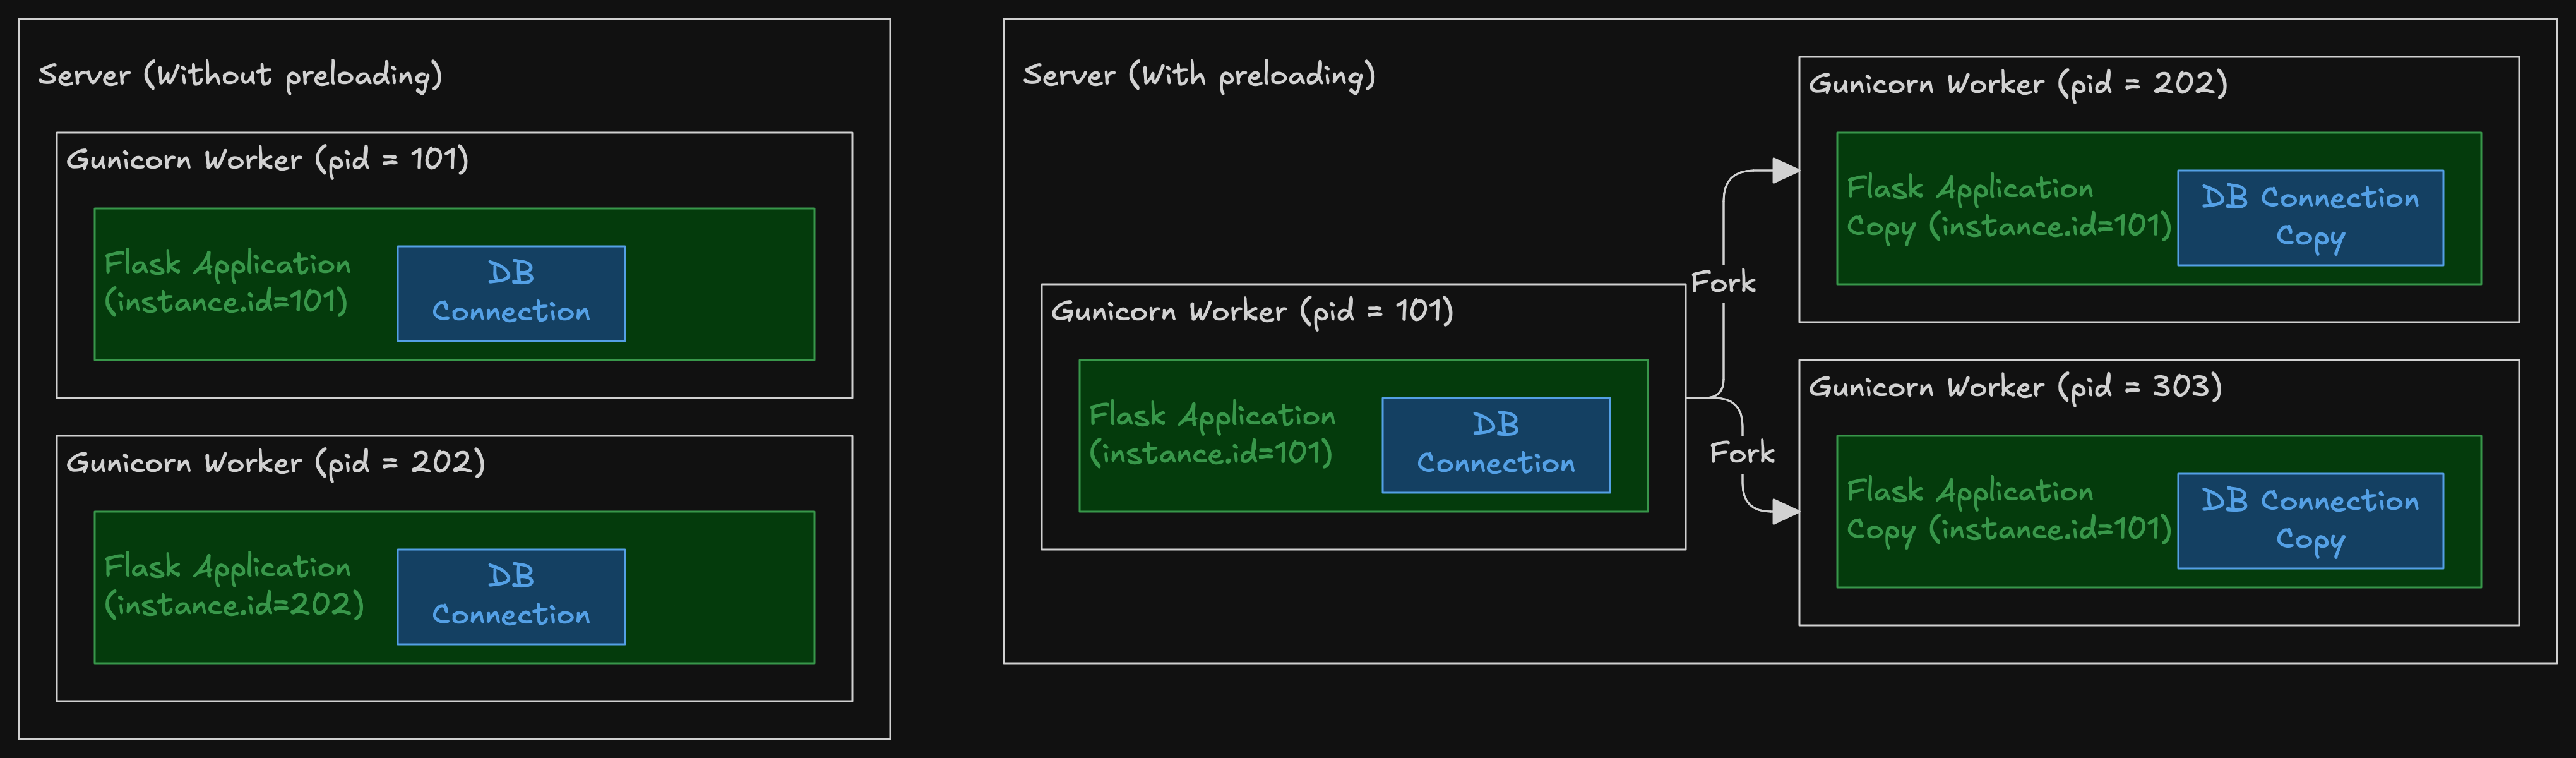 Server (Without preloading)
Gunicorn Worker (pid = 101)
Flask Application
(instance.id=101)
DB
Connection
Gunicorn Worker (pid = 202)
Flask Application
(instance.id=202)
DB
Connection
Server (With preloading)
Gunicorn Worker (pid = 101)
Flask Application
(instance.id=101)
DB
Connection
Fork
Fork
Gunicorn Worker (pid = 202)
Flask Application
Copy (instance.id=101)
DB Connection
Copy
Gunicorn Worker (pid = 303)
Flask Application
Copy (instance.id=101)
DB Connection
Copy